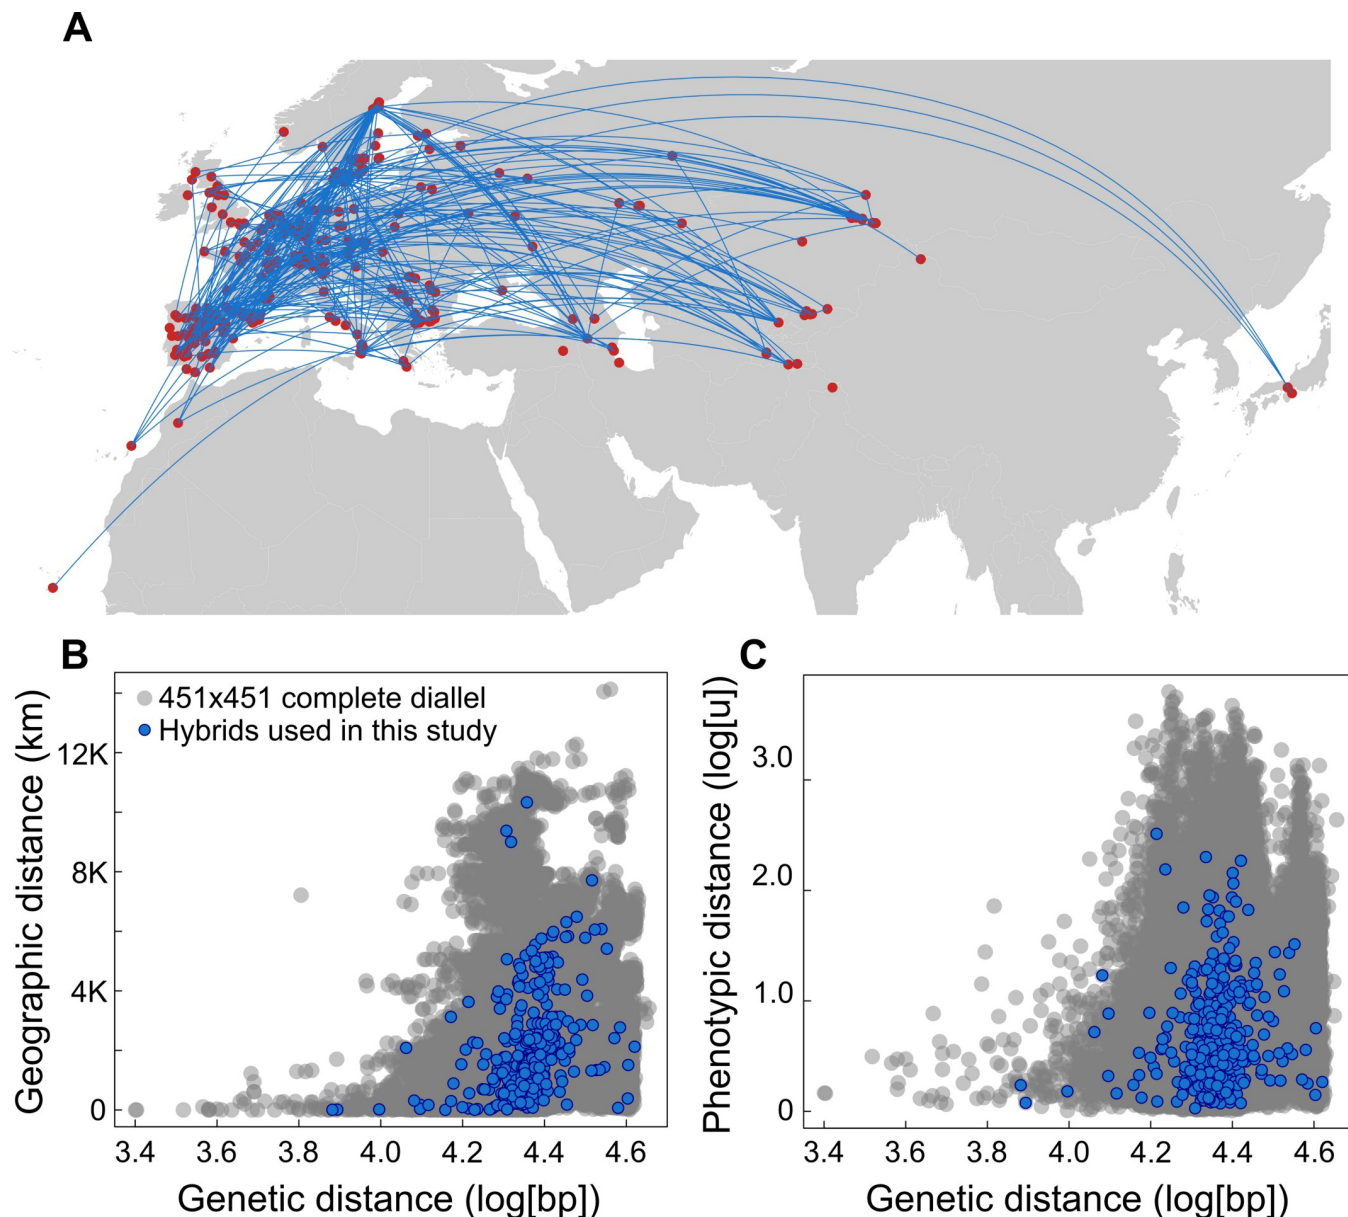 A
B
451x451 complete diallel
Hybrids used in this study
Geographic distance (km)
12K
8K
4K
0
3.4 3.6 3.8 4.0 4.2 4.4 4.6
Genetic distance (log[bp])
C
Phenotypic distance (log[u])
3.0
2.0
1.0
0
3.4 3.6 3.8 4.0 4.2 4.4 4.6
Genetic distance (log[bp])